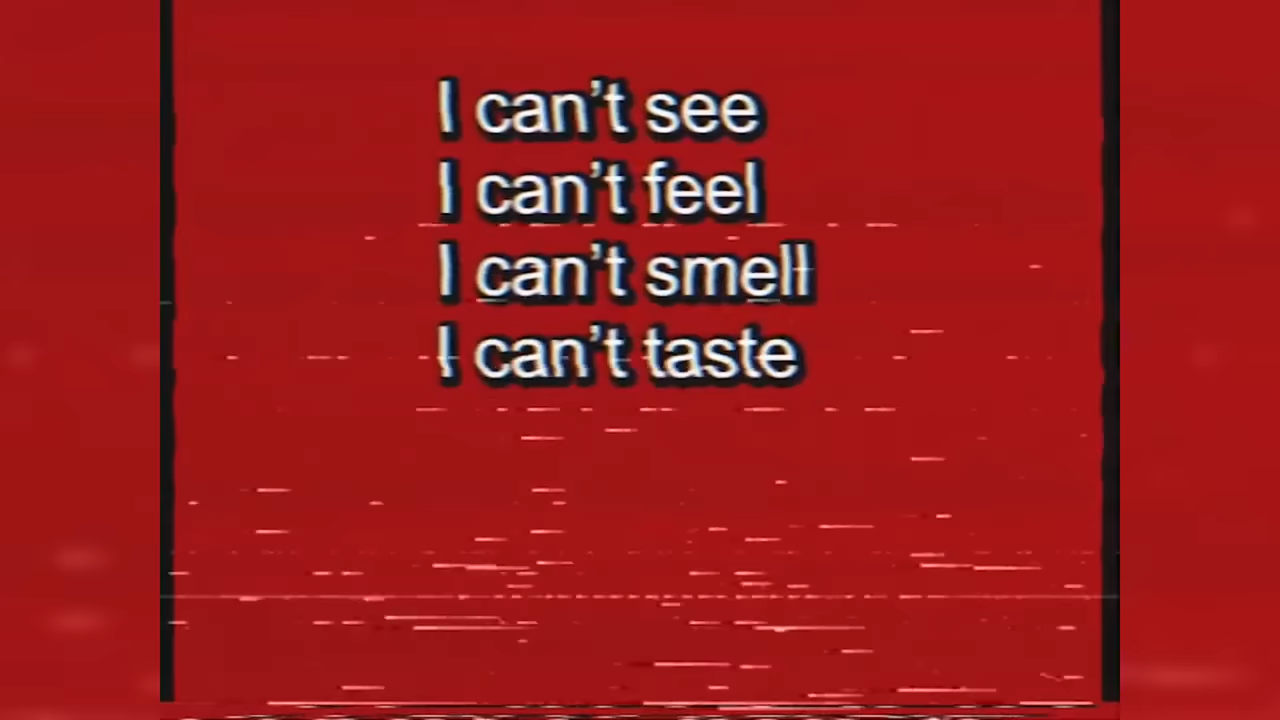 I can’t see
I can’t feel
I can’t smell
I can’t taste